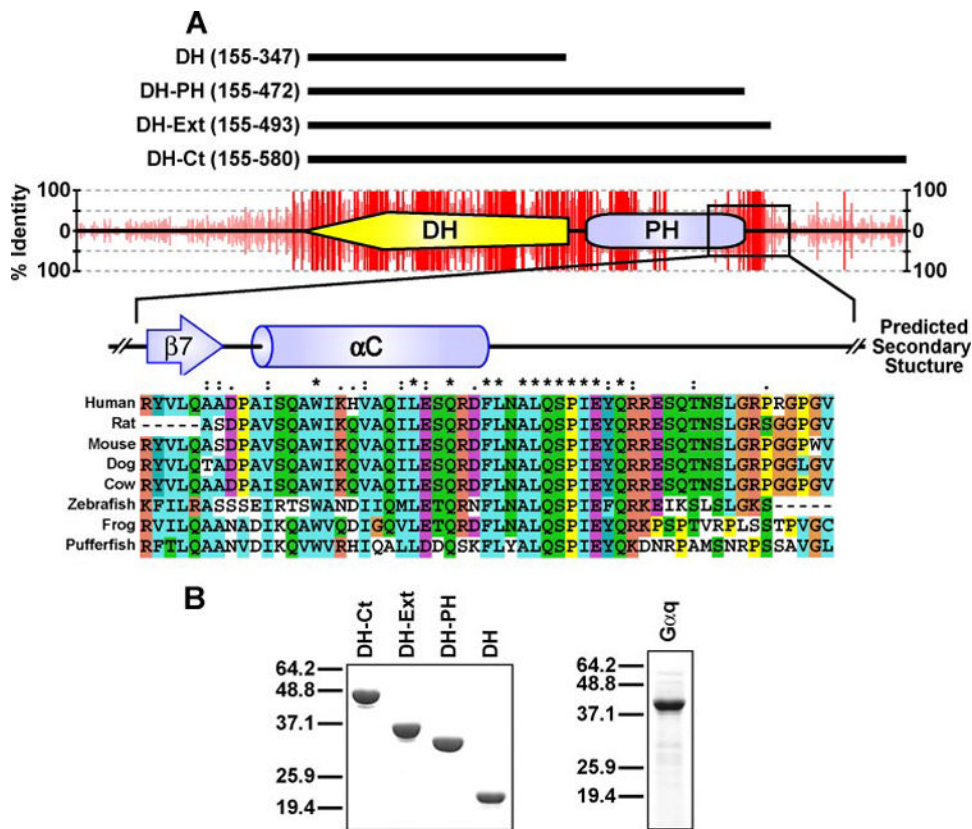 A
DH (155-347)
DH-PH (155-472)
DH-Ext (155-493)
DH-Ct (155-580)
100 100
% Identity 0 DH PH 0
100 100
β7 αC Predicted
Secondary
Stucture
: : . : * . . : : * : * . * * * * * * * * * : * : : .
Human RYVLQAADPAISQAWIKHVAQILESQRDFLNALQSPIEYQRRESQTNSLGRPRGPGV
Rat -----ASDPAVSQAWIKQVAQILESQRDFLNALQSPIEYQRRESQTNSLGRSGGPGV
Mouse RYVLQASDPAVSQAWIKQVAQILESQRDFLNALQSPIEYQRRESQTNSLGRPGGPWV
Dog RYVLQTADPAVSQAWIKQVAQILESQRDFLNALQSPIEYQRRESQTNSLGRPGGLGV
Cow RYVLQAADPAISQAWIKQVAQILESQRDFLNALQSPIEYQRRESQTNSLGRPGGPGV
Zebrafish KFILRASSSEIRTSWANDIQMLETQRNFLNALQSPIEFQRKEIKSLSLGKS-----
Frog RVILQAANADIKQAWVQDIGQVLETQRDFLNALQSPIEYQRKPSPTVRPLSSTPVGC
Pufferfish RFTLQAANVDIKQVWVRHIQALLDDQSKFLYALQSPIEYQKDNRPAMSNRPSSAVGL
B
DH-Ct DH-Ext DH-PH DH Gαq
64.2 64.2
48.8 48.8
37.1 37.1
25.9 25.9
19.4 19.4